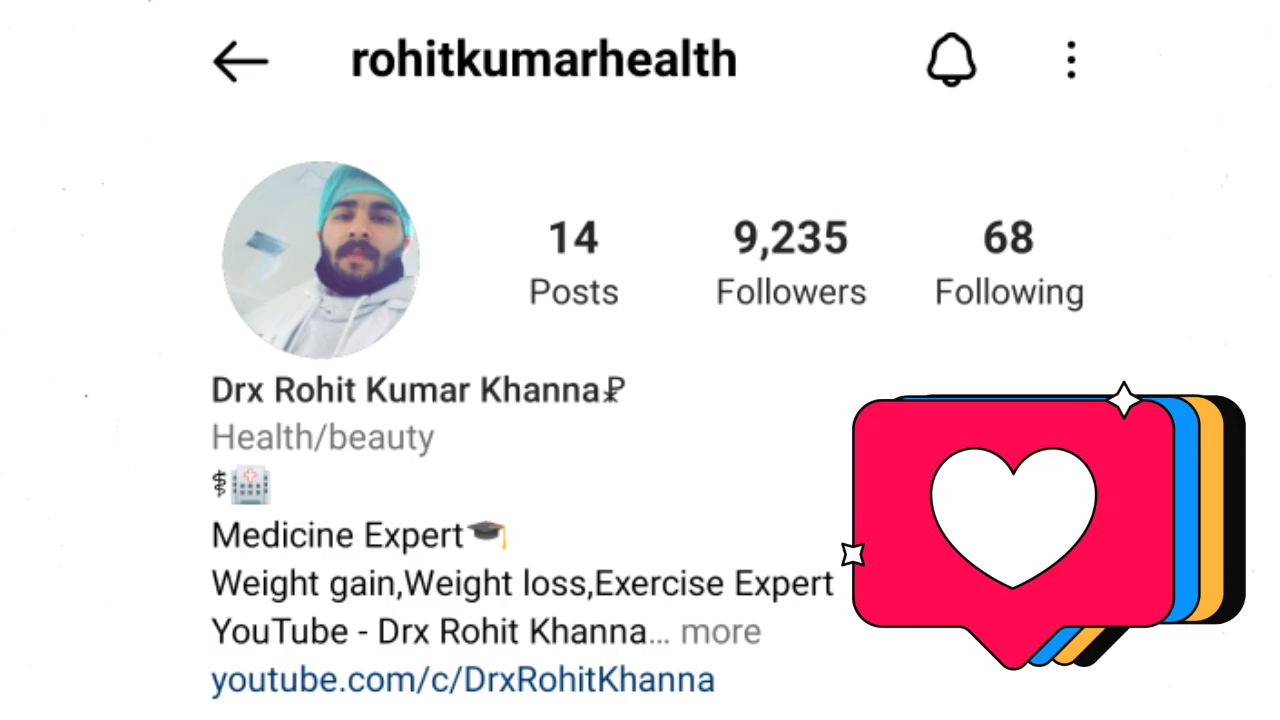 rohitkumarhealth
14 9,235 68
Posts Followers Following
Drx Rohit Kumar Khanna☧
Health/beauty
⚕🏥
Medicine Expert🎓
Weight gain,Weight loss,Exercise Expert
YouTube - Drx Rohit Khanna... more
youtube.com/c/DrxRohitKhanna